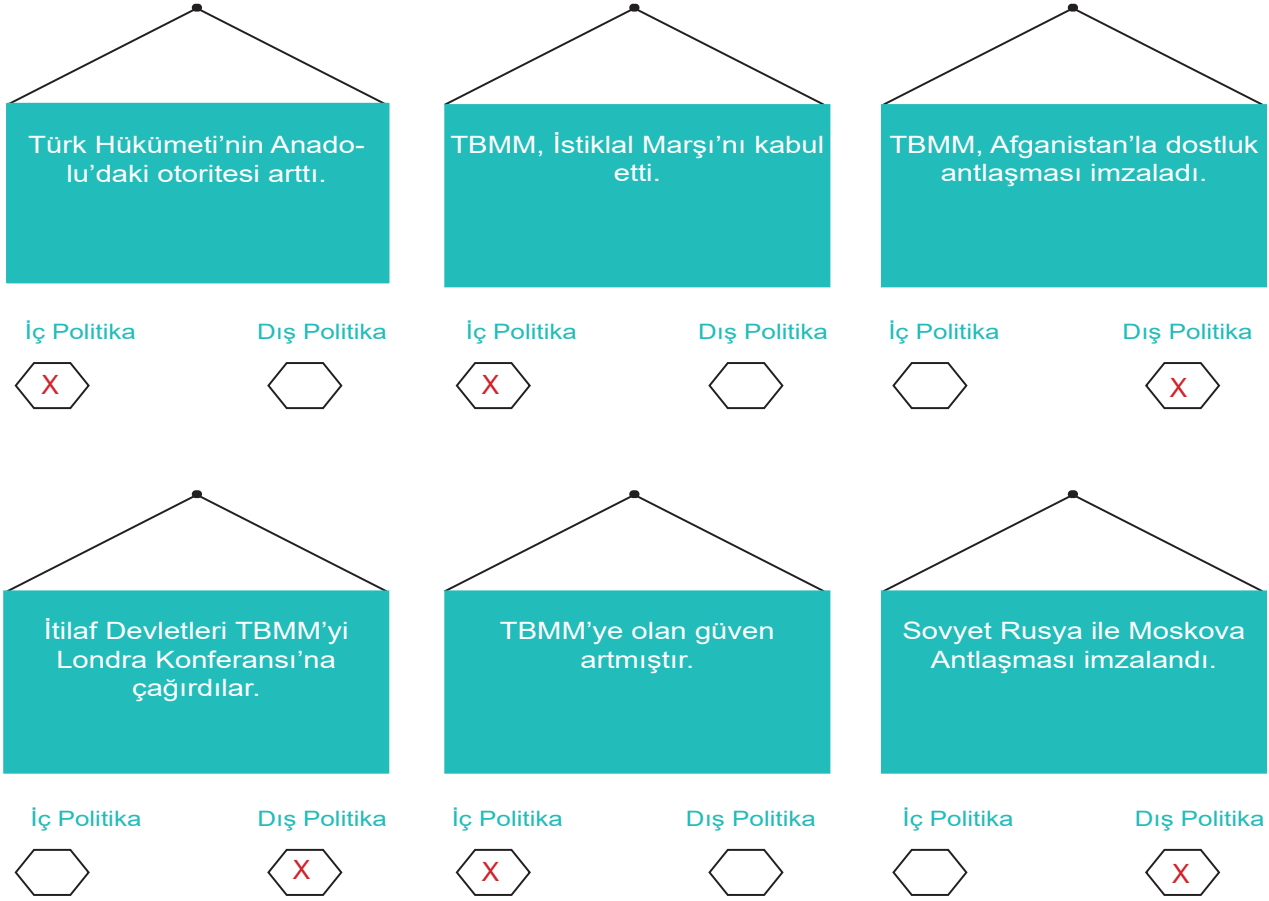 Türk Hükümeti’nin Anado-
lu’daki otoritesi arttı.
TBMM, İstiklal Marşı’nı kabul
etti.
TBMM, Afganistan’la dostluk
antlaşması imzaladı.
İç Politika
Dış Politika
İç Politika
Dış Politika
İç Politika
Dış Politika
X
X
X
İtilaf Devletleri TBMM’yi
Londra Konferansı’na
çağırdılar.
TBMM’ye olan güven
artmıştır.
Sovyet Rusya ile Moskova
Antlaşması imzalandı.
İç Politika
Dış Politika
İç Politika
Dış Politika
İç Politika
Dış Politika
X
X
X